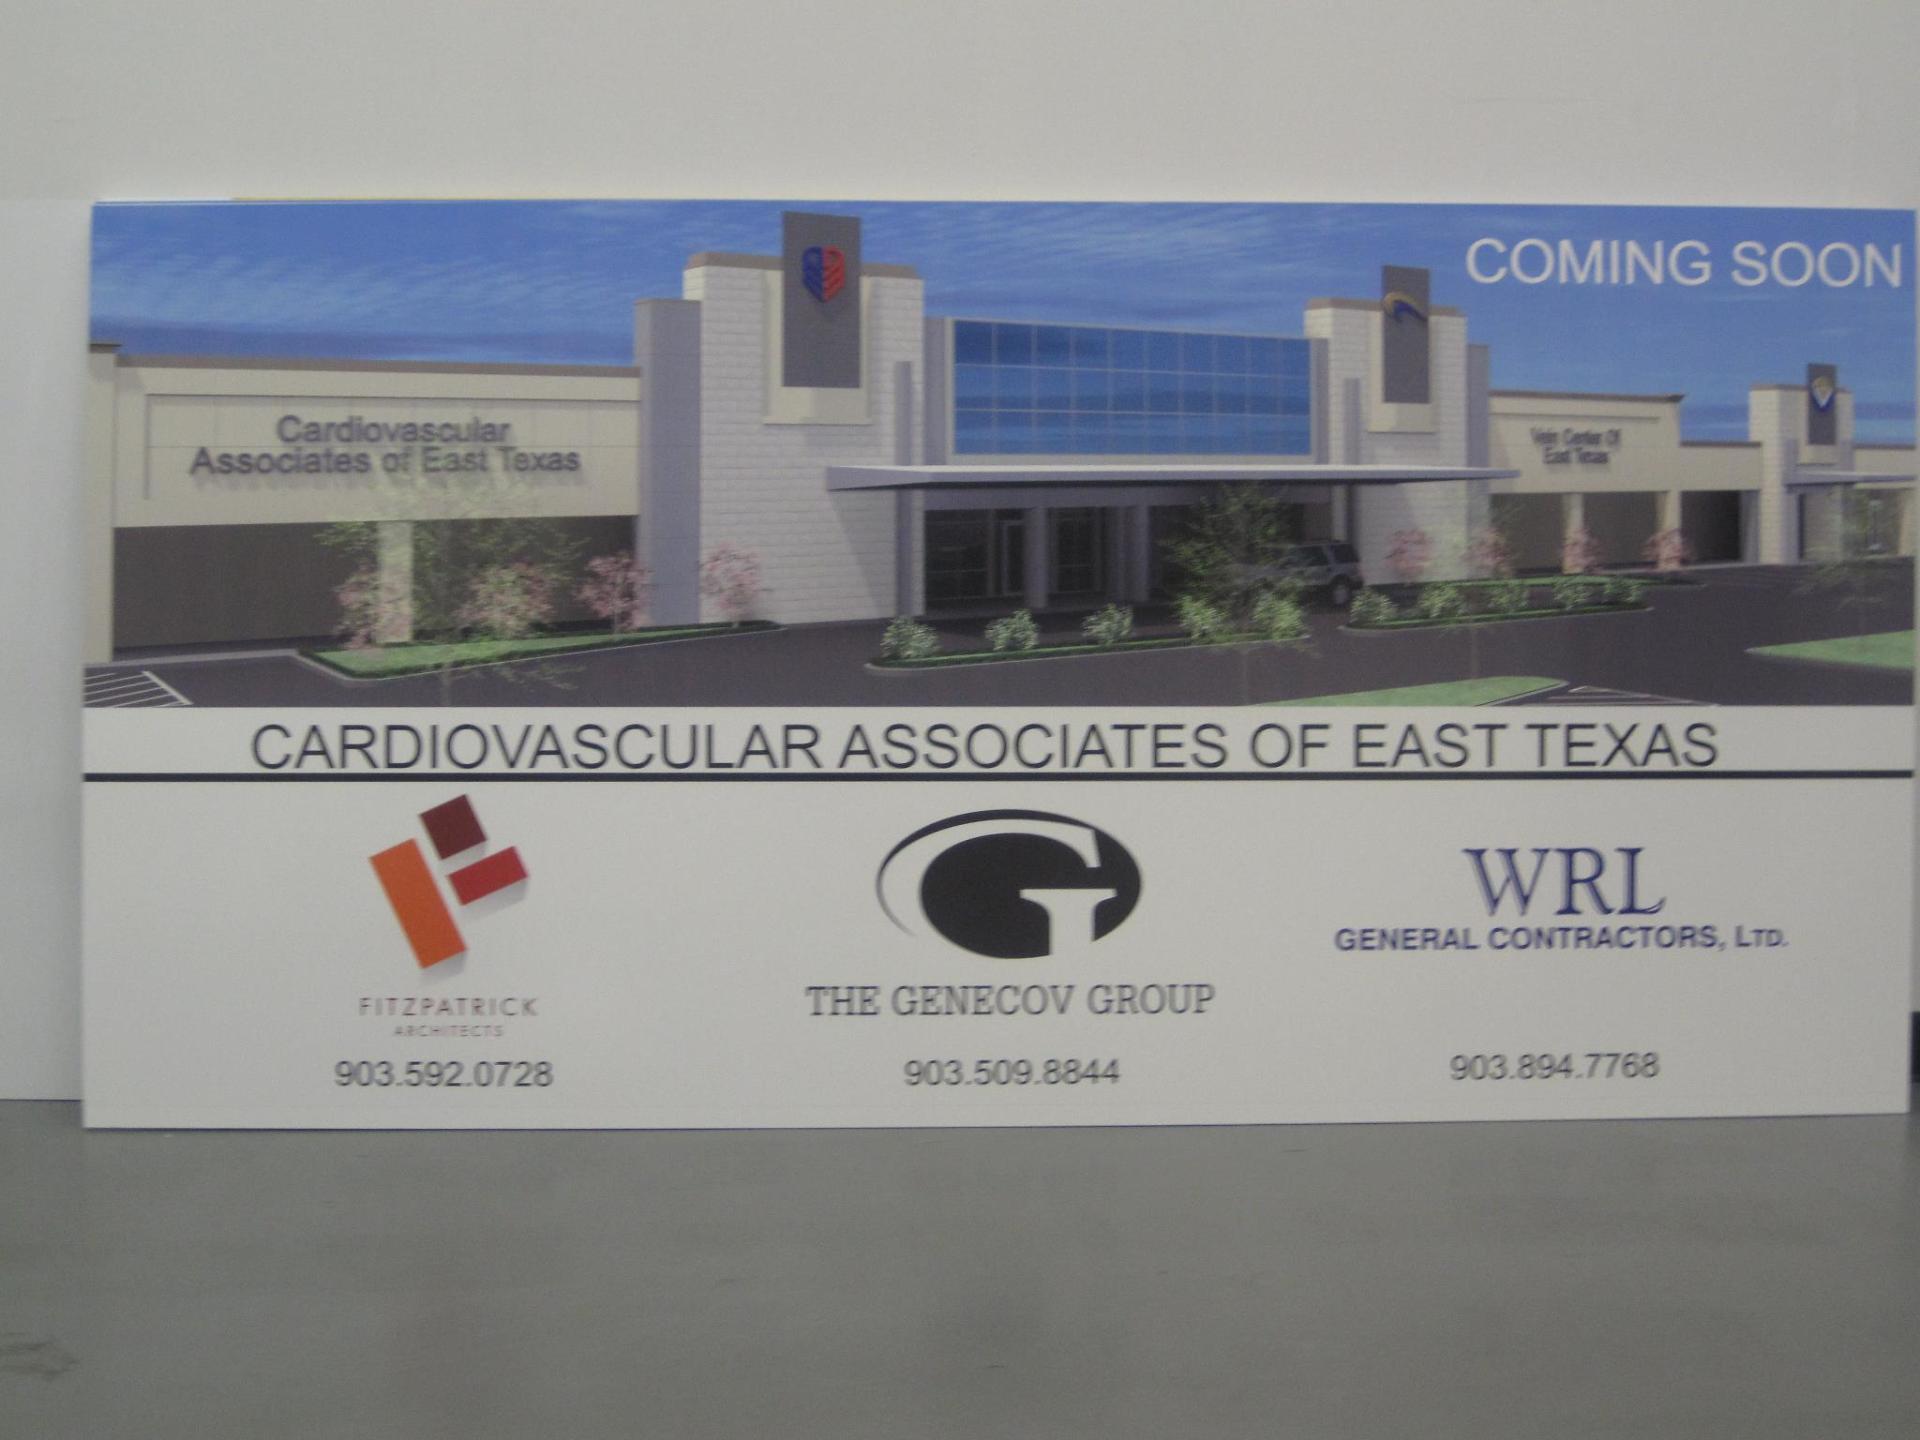 COMING SOON
Cardiovascular
Associates of East Texas
Vein Center Of
East Texas
CARDIOVASCULAR ASSOCIATES OF EAST TEXAS
FITZPATRICK
ARCHITECTS
903.592.0728
G
THE GENECOV GROUP
903.509.8844
WRL
GENERAL CONTRACTORS, LTD.
903.894.7768